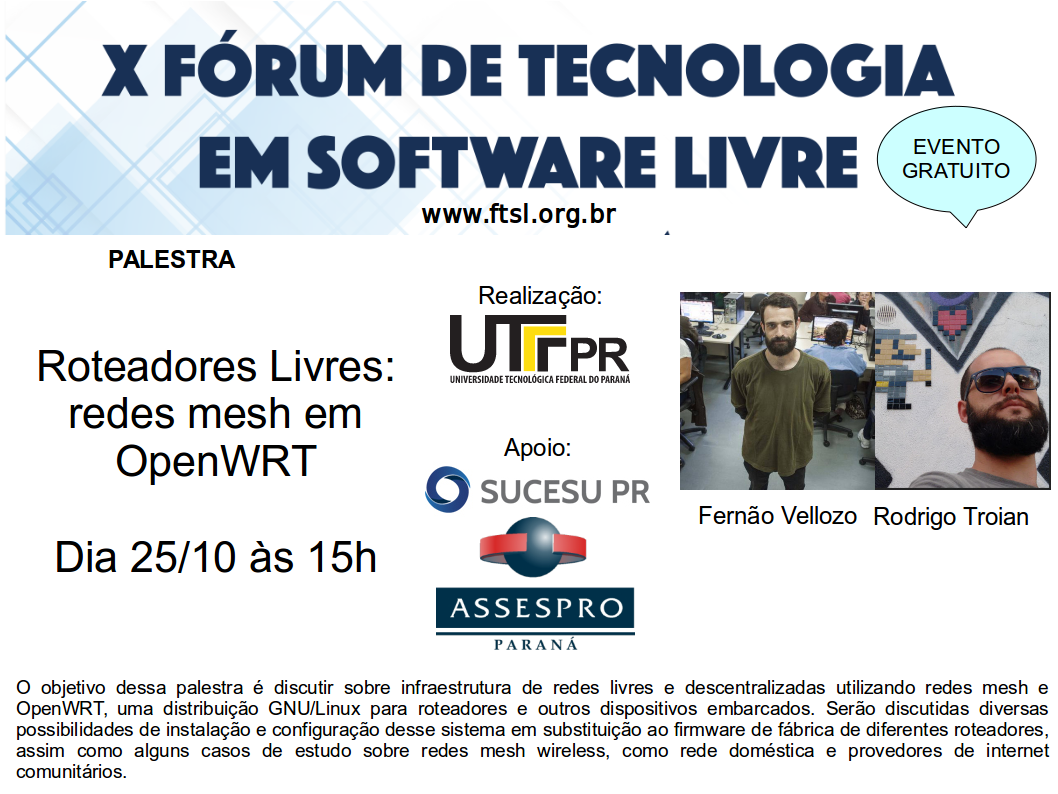 X FÓRUM DE TECNOLOGIA
EM SOFTWARE LIVRE
EVENTO
GRATUITO
www.ftsl.org.br
PALESTRA
Roteadores Livres:
redes mesh em
OpenWRT
Dia 25/10 às 15h
Realização:
UTFPR
UNIVERSIDADE TECNOLÓGICA FEDERAL DO PARANÁ
Apoio:
SUCESU PR
ASSESPRO
PARANÁ
Fernão Vellozo
Rodrigo Troian
O objetivo dessa palestra é discutir sobre infraestrutura de redes livres e descentralizadas utilizando redes mesh e
OpenWRT, uma distribuição GNU/Linux para roteadores e outros dispositivos embarcados. Serão discutidas diversas
possibilidades de instalação e configuração desse sistema em substituição ao firmware de fábrica de diferentes roteadores,
assim como alguns casos de estudo sobre redes mesh wireless, como rede doméstica e provedores de internet
comunitários.